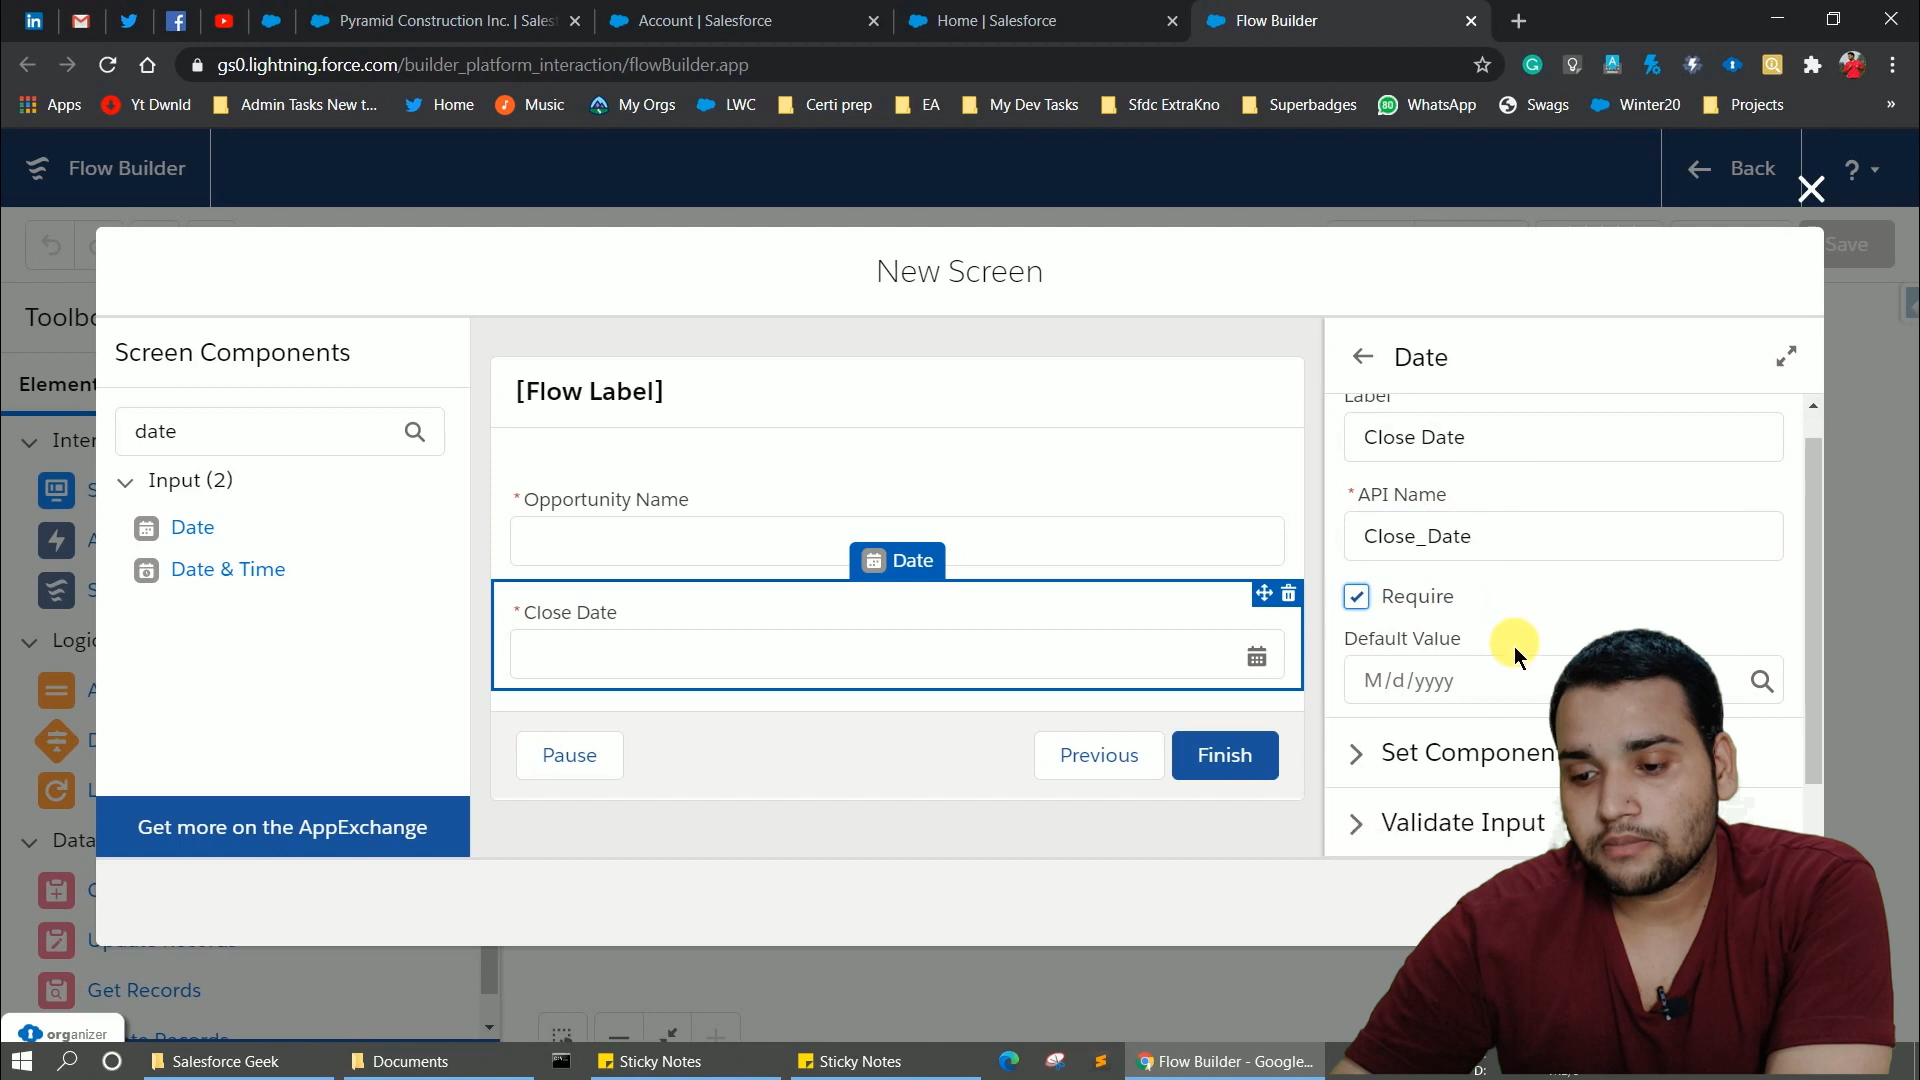 Pyramid Construction Inc. | Sales
Account | Salesforce
Home | Salesforce
Flow Builder
gs0.lightning.force.com/builder_platform_interaction/flowBuilder.app
Apps
Yt Dwnld
Admin Tasks New t...
Home
Music
My Orgs
LWC
Certi prep
EA
My Dev Tasks
Sfdc ExtraKno
Superbadges
WhatsApp
Swags
Winter20
Projects
»
Flow Builder
Back
?
Save
New Screen
Toolbo
Element
Inter
Logic
Data
Get Records
Screen Components
date
Input (2)
Date
Date & Time
Get more on the AppExchange
[Flow Label]
* Opportunity Name
Date
* Close Date
Pause
Previous
Finish
Date
Label
Close Date
* API Name
Close_Date
Require
Default Value
M/d/yyyy
Set Componen
Validate Input
organizer
Salesforce Geek
Documents
Sticky Notes
Sticky Notes
Flow Builder - Google...
D: